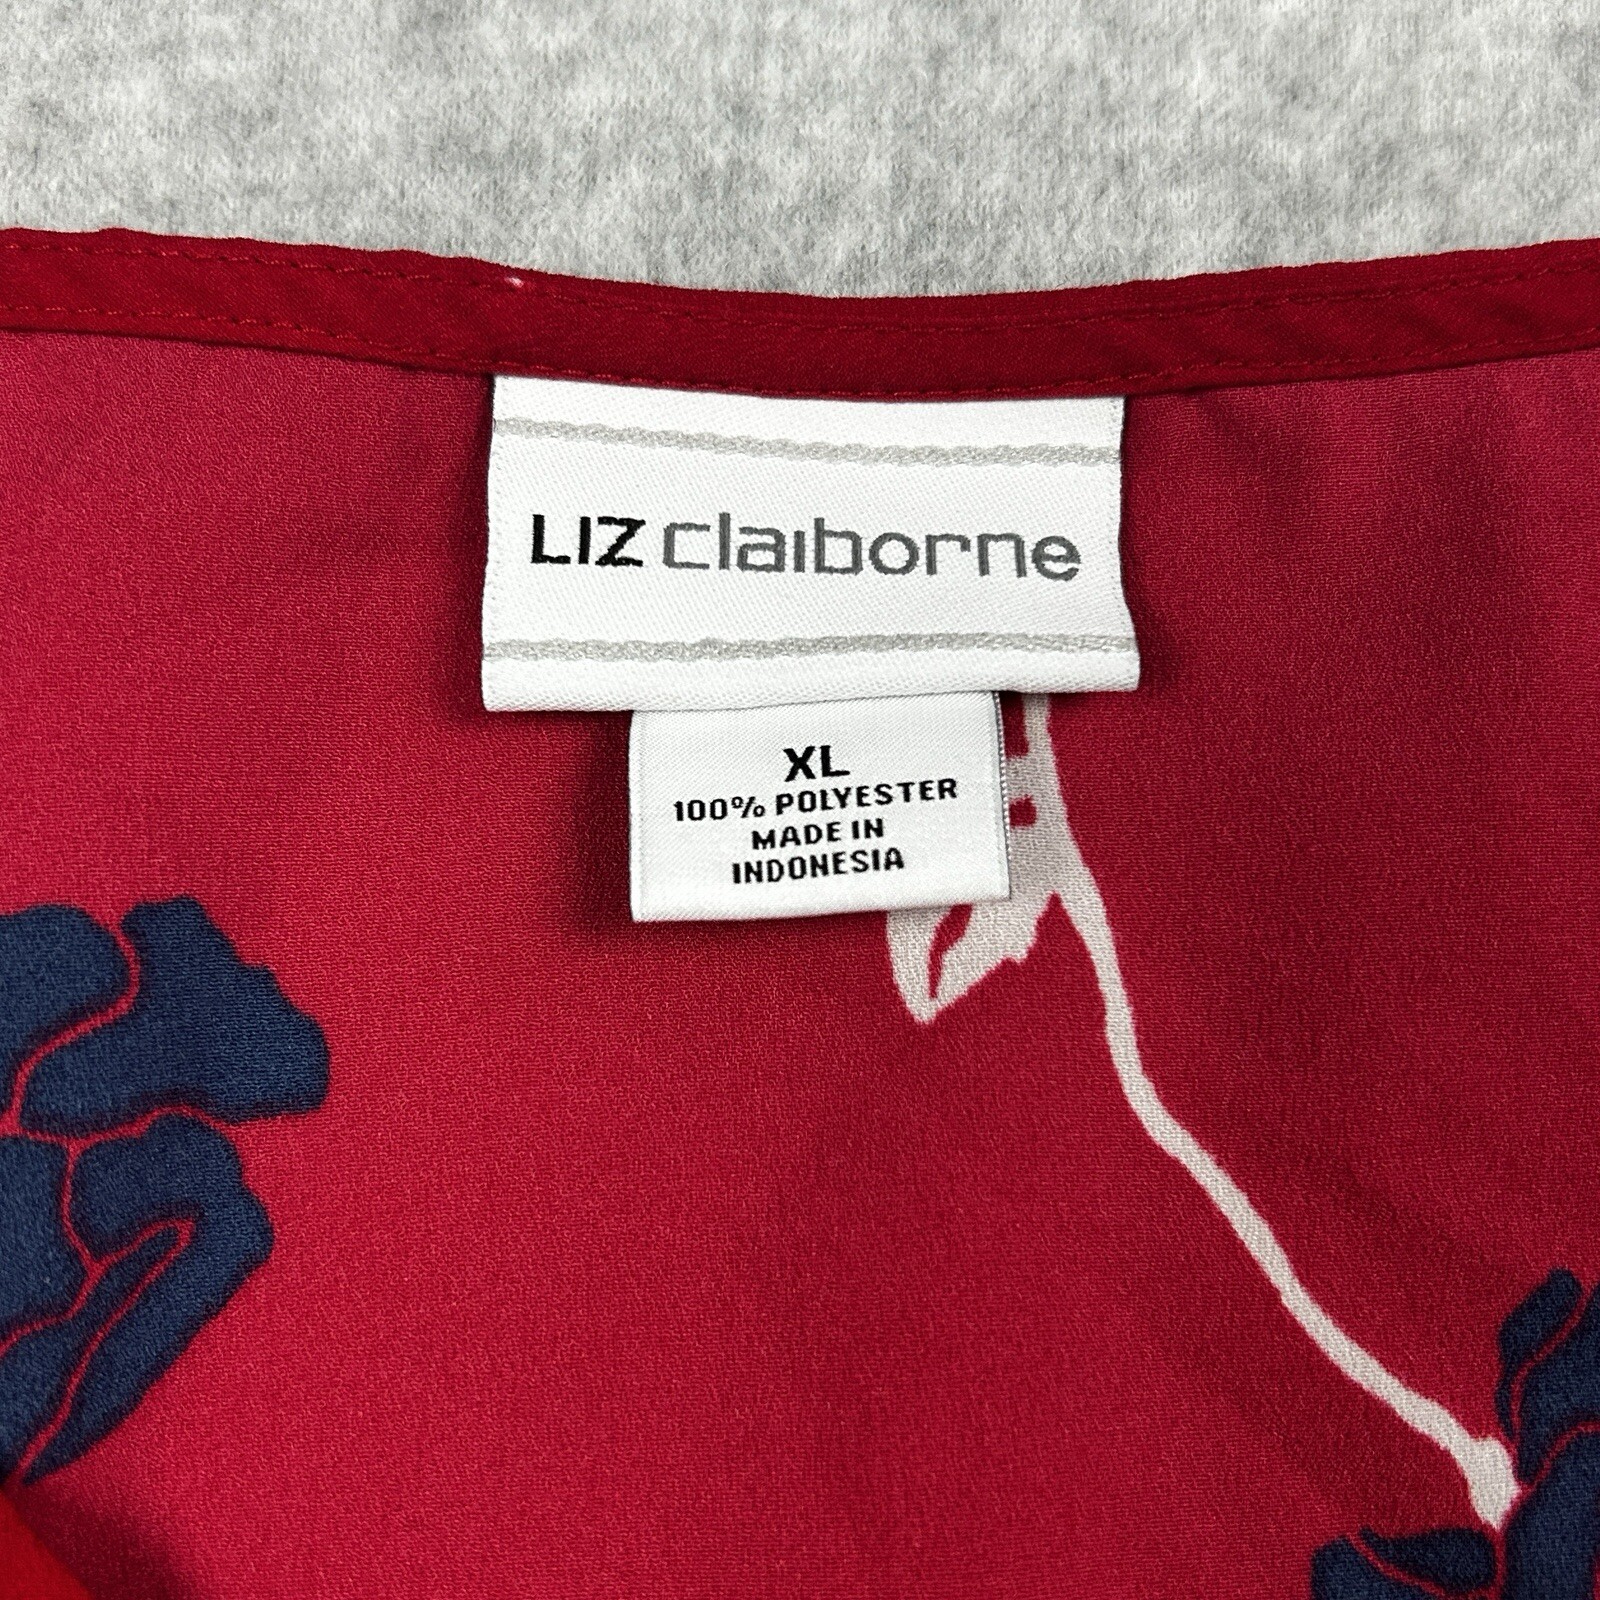 LIZ claiborne
XL
100% POLYESTER
MADE IN
INDONESIA